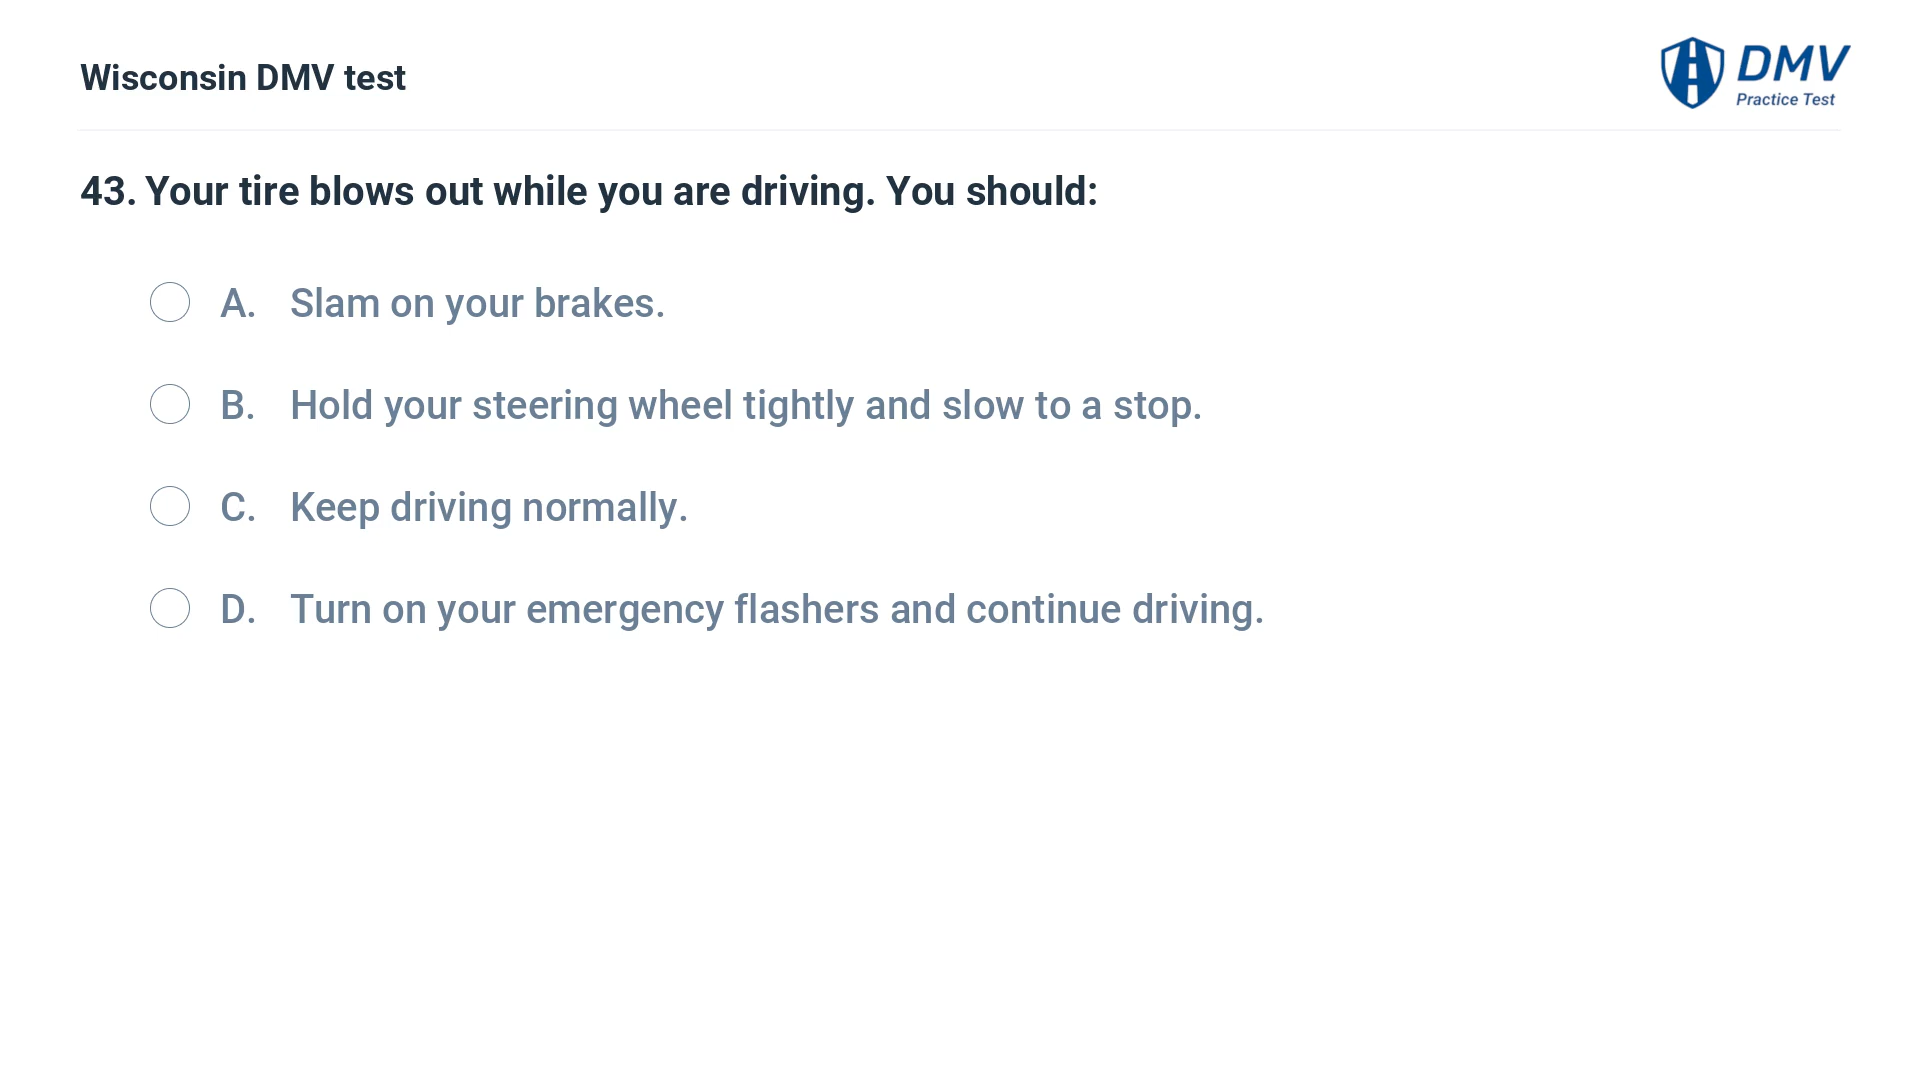 Wisconsin DMV test
DMV
Practice Test
43. Your tire blows out while you are driving. You should:
A. Slam on your brakes.
B. Hold your steering wheel tightly and slow to a stop.
C. Keep driving normally.
D. Turn on your emergency flashers and continue driving.